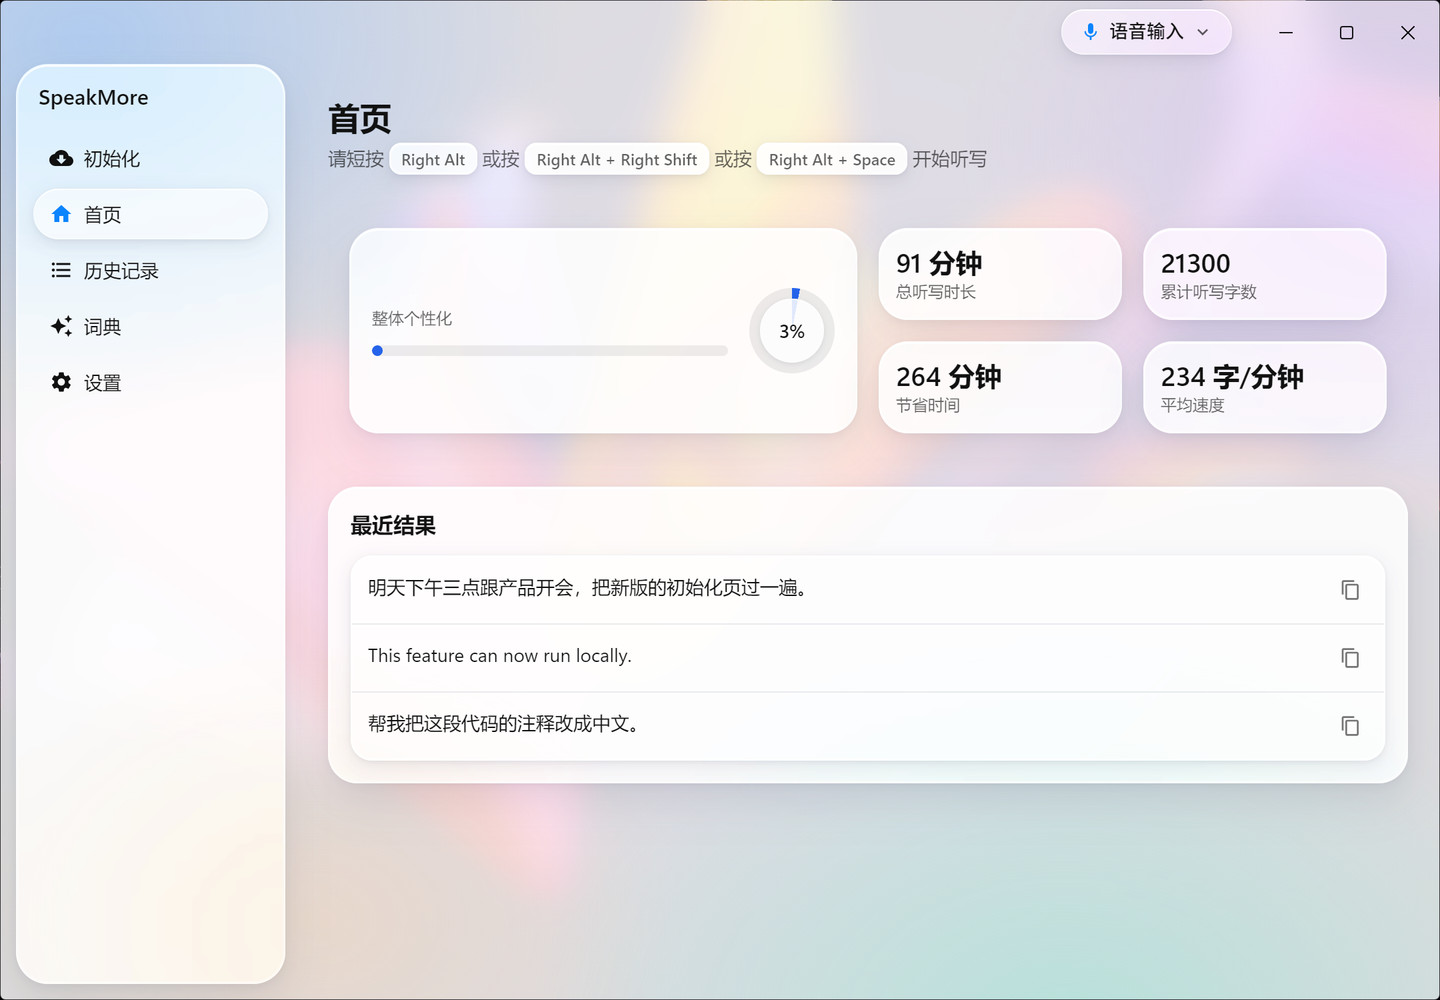 语音输入
SpeakMore
初始化
首页
历史记录
词典
设置
首页
请短按 Right Alt 或按 Right Alt + Right Shift 或按 Right Alt + Space 开始听写
整体个性化
3%
91 分钟
总听写时长
21300
累计听写字数
264 分钟
节省时间
234 字/分钟
平均速度
最近结果
明天下午三点跟产品开会，把新版的初始化页过一遍。
This feature can now run locally.
帮我把这段代码的注释改成中文。